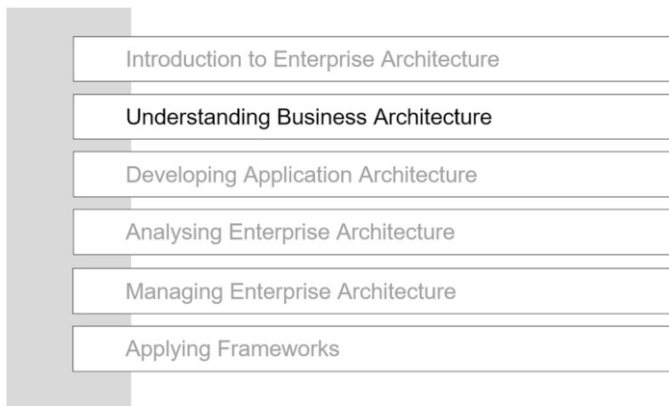 Introduction to Enterprise Architecture
Understanding Business Architecture
Developing Application Architecture
Analysing Enterprise Architecture
Managing Enterprise Architecture
Applying Frameworks